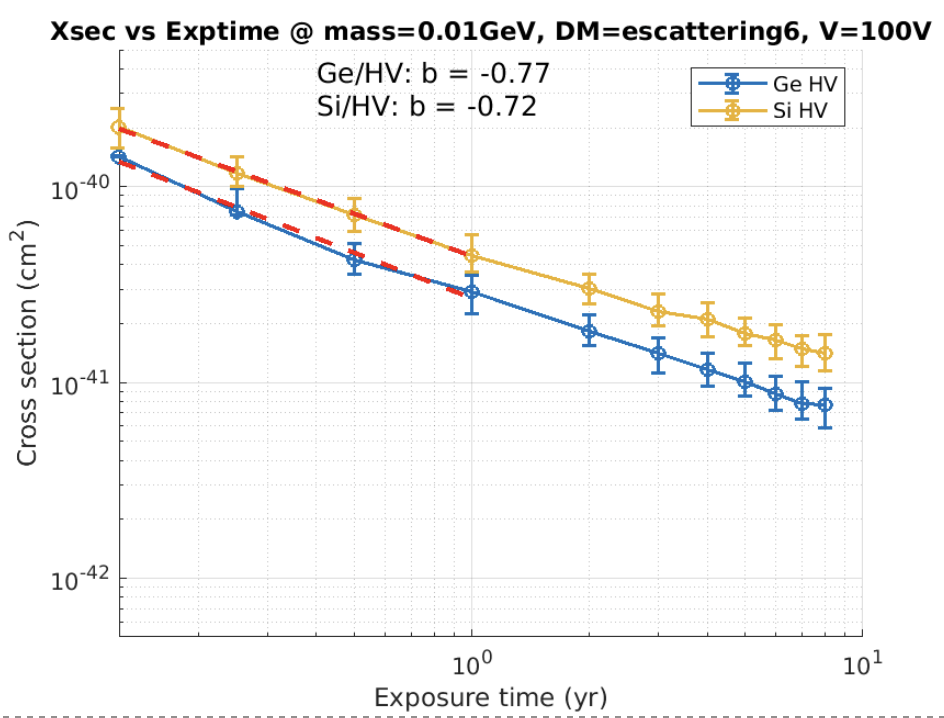 Xsec vs Exptime @ mass=0.01GeV, DM=escattering6, V=100V
Ge/HV: b = -0.77
Si/HV: b = -0.72
Ge HV
Si HV
10^-40
10^-41
10^-42
Cross section (cm^2)
10^0
10^1
Exposure time (yr)